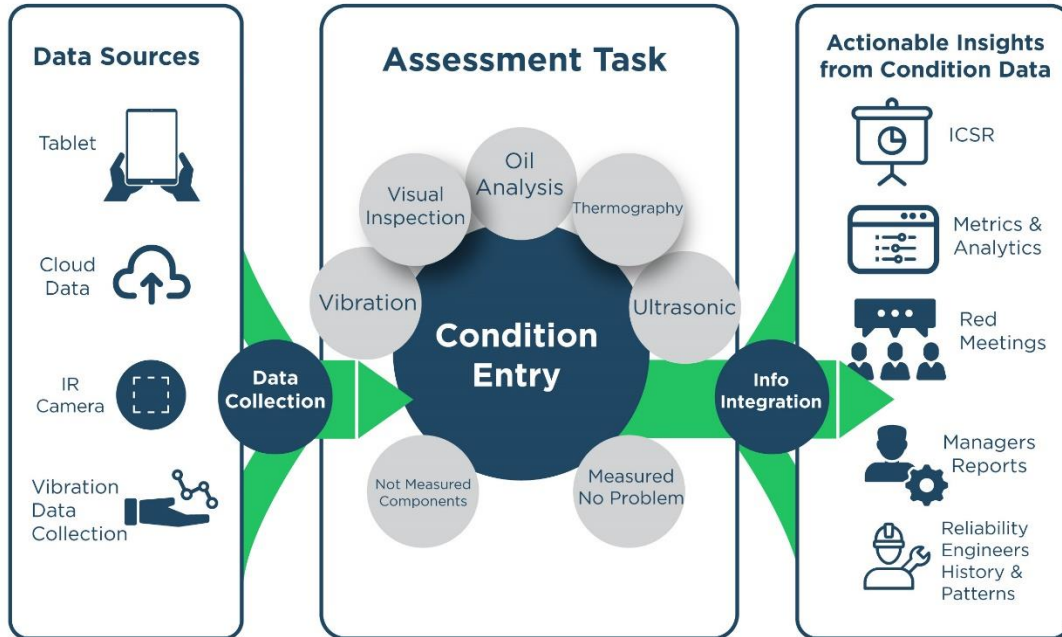 Data Sources
Tablet
Cloud
Data
IR
Camera
Vibration
Data
Collection
Data
Collection
Assessment Task
Vibration
Visual
Inspection
Oil
Analysis
Thermography
Ultrasonic
Condition
Entry
Not Measured
Components
Measured
No Problem
Info
Integration
Actionable Insights
from Condition Data
ICSR
Metrics &
Analytics
Red
Meetings
Managers
Reports
Reliability
Engineers
History &
Patterns